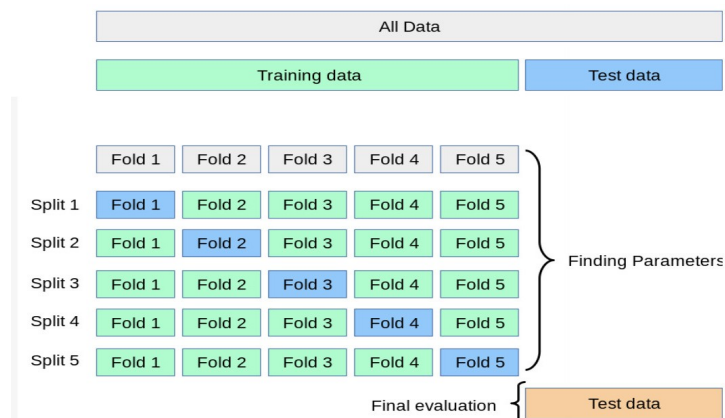 All Data
Training data Test data
Fold 1 Fold 2 Fold 3 Fold 4 Fold 5
Split 1 Fold 1 Fold 2 Fold 3 Fold 4 Fold 5
Split 2 Fold 1 Fold 2 Fold 3 Fold 4 Fold 5
Finding Parameters
Split 3 Fold 1 Fold 2 Fold 3 Fold 4 Fold 5
Split 4 Fold 1 Fold 2 Fold 3 Fold 4 Fold 5
Split 5 Fold 1 Fold 2 Fold 3 Fold 4 Fold 5
Final evaluation Test data